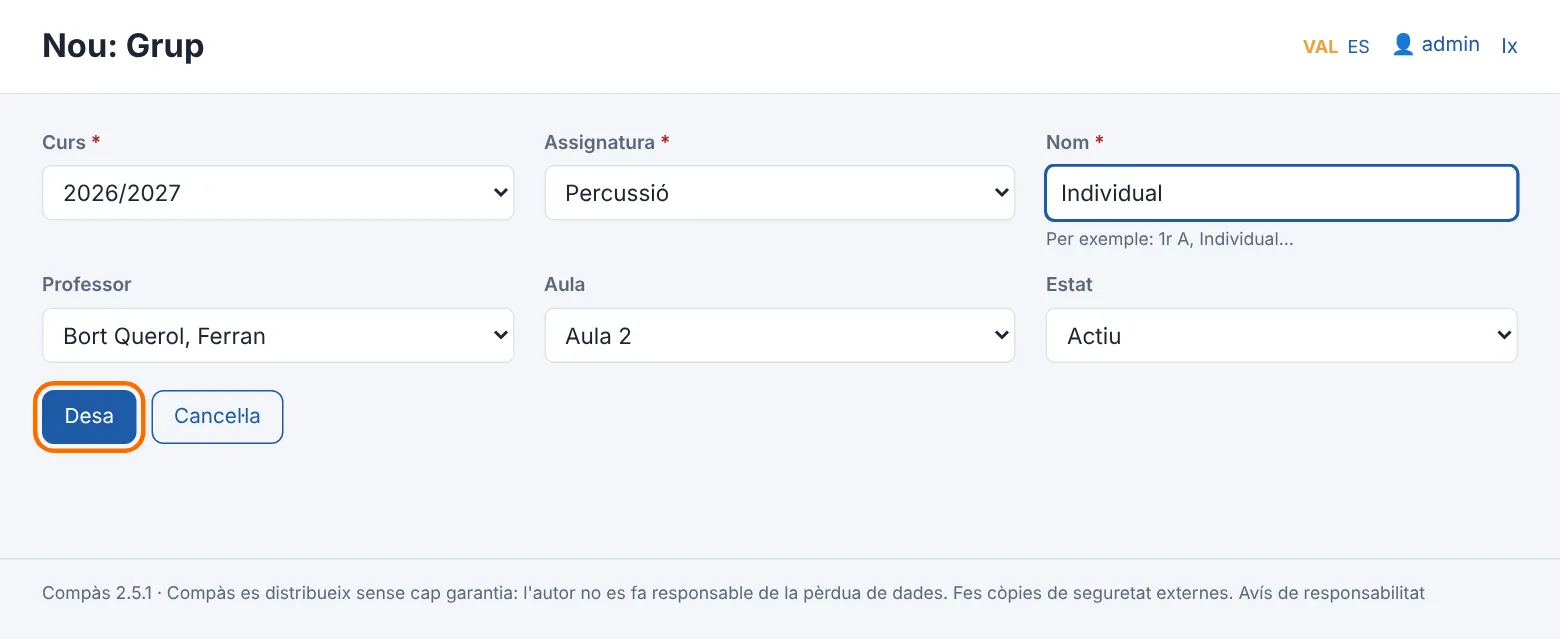 Nou: Grup
VAL ES admin Ix
Curs * Assignatura * Nom *
2026/2027 Percussió Individual
Per exemple: 1r A, Individual...
Professor Aula Estat
Bort Querol, Ferran Aula 2 Actiu
Desa Cancel·la
Compàs 2.5.1 · Compàs es distribueix sense cap garantia: l'autor no es fa responsable de la pèrdua de dades. Fes còpies de seguretat externes. Avís de responsabilitat